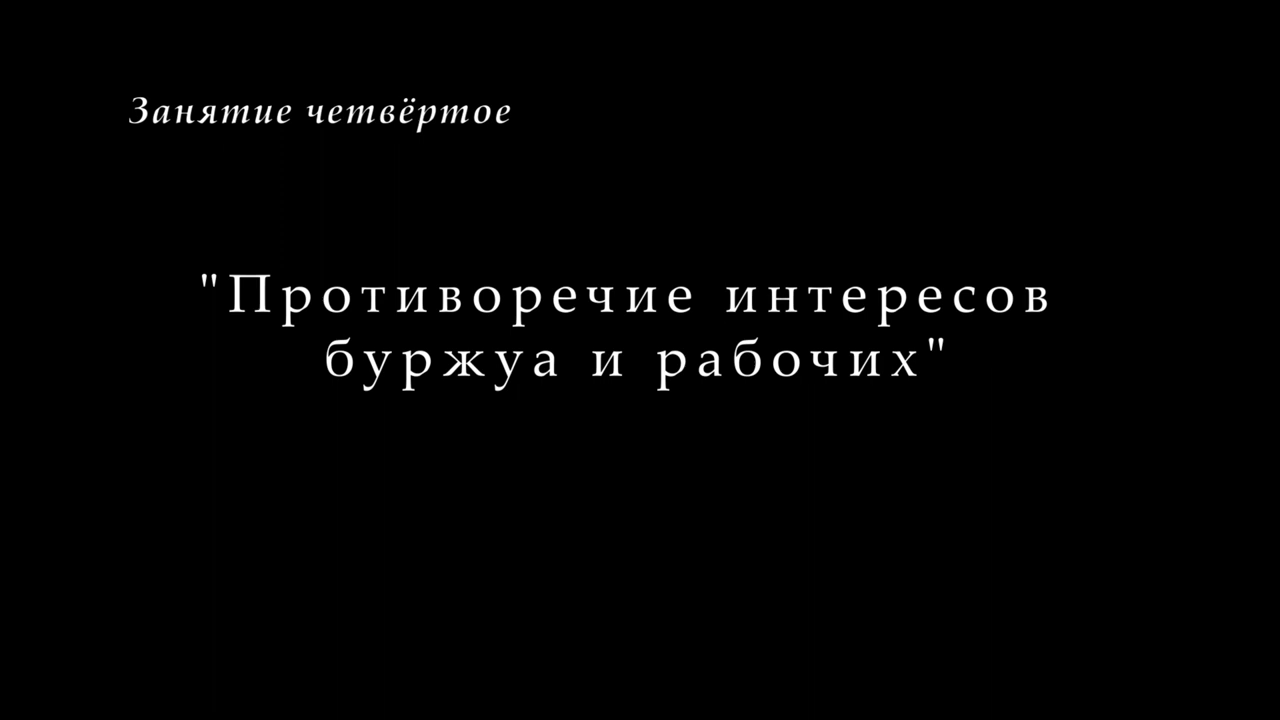 Занятие четвёртое
"Противоречие интересов
буржуа и рабочих"